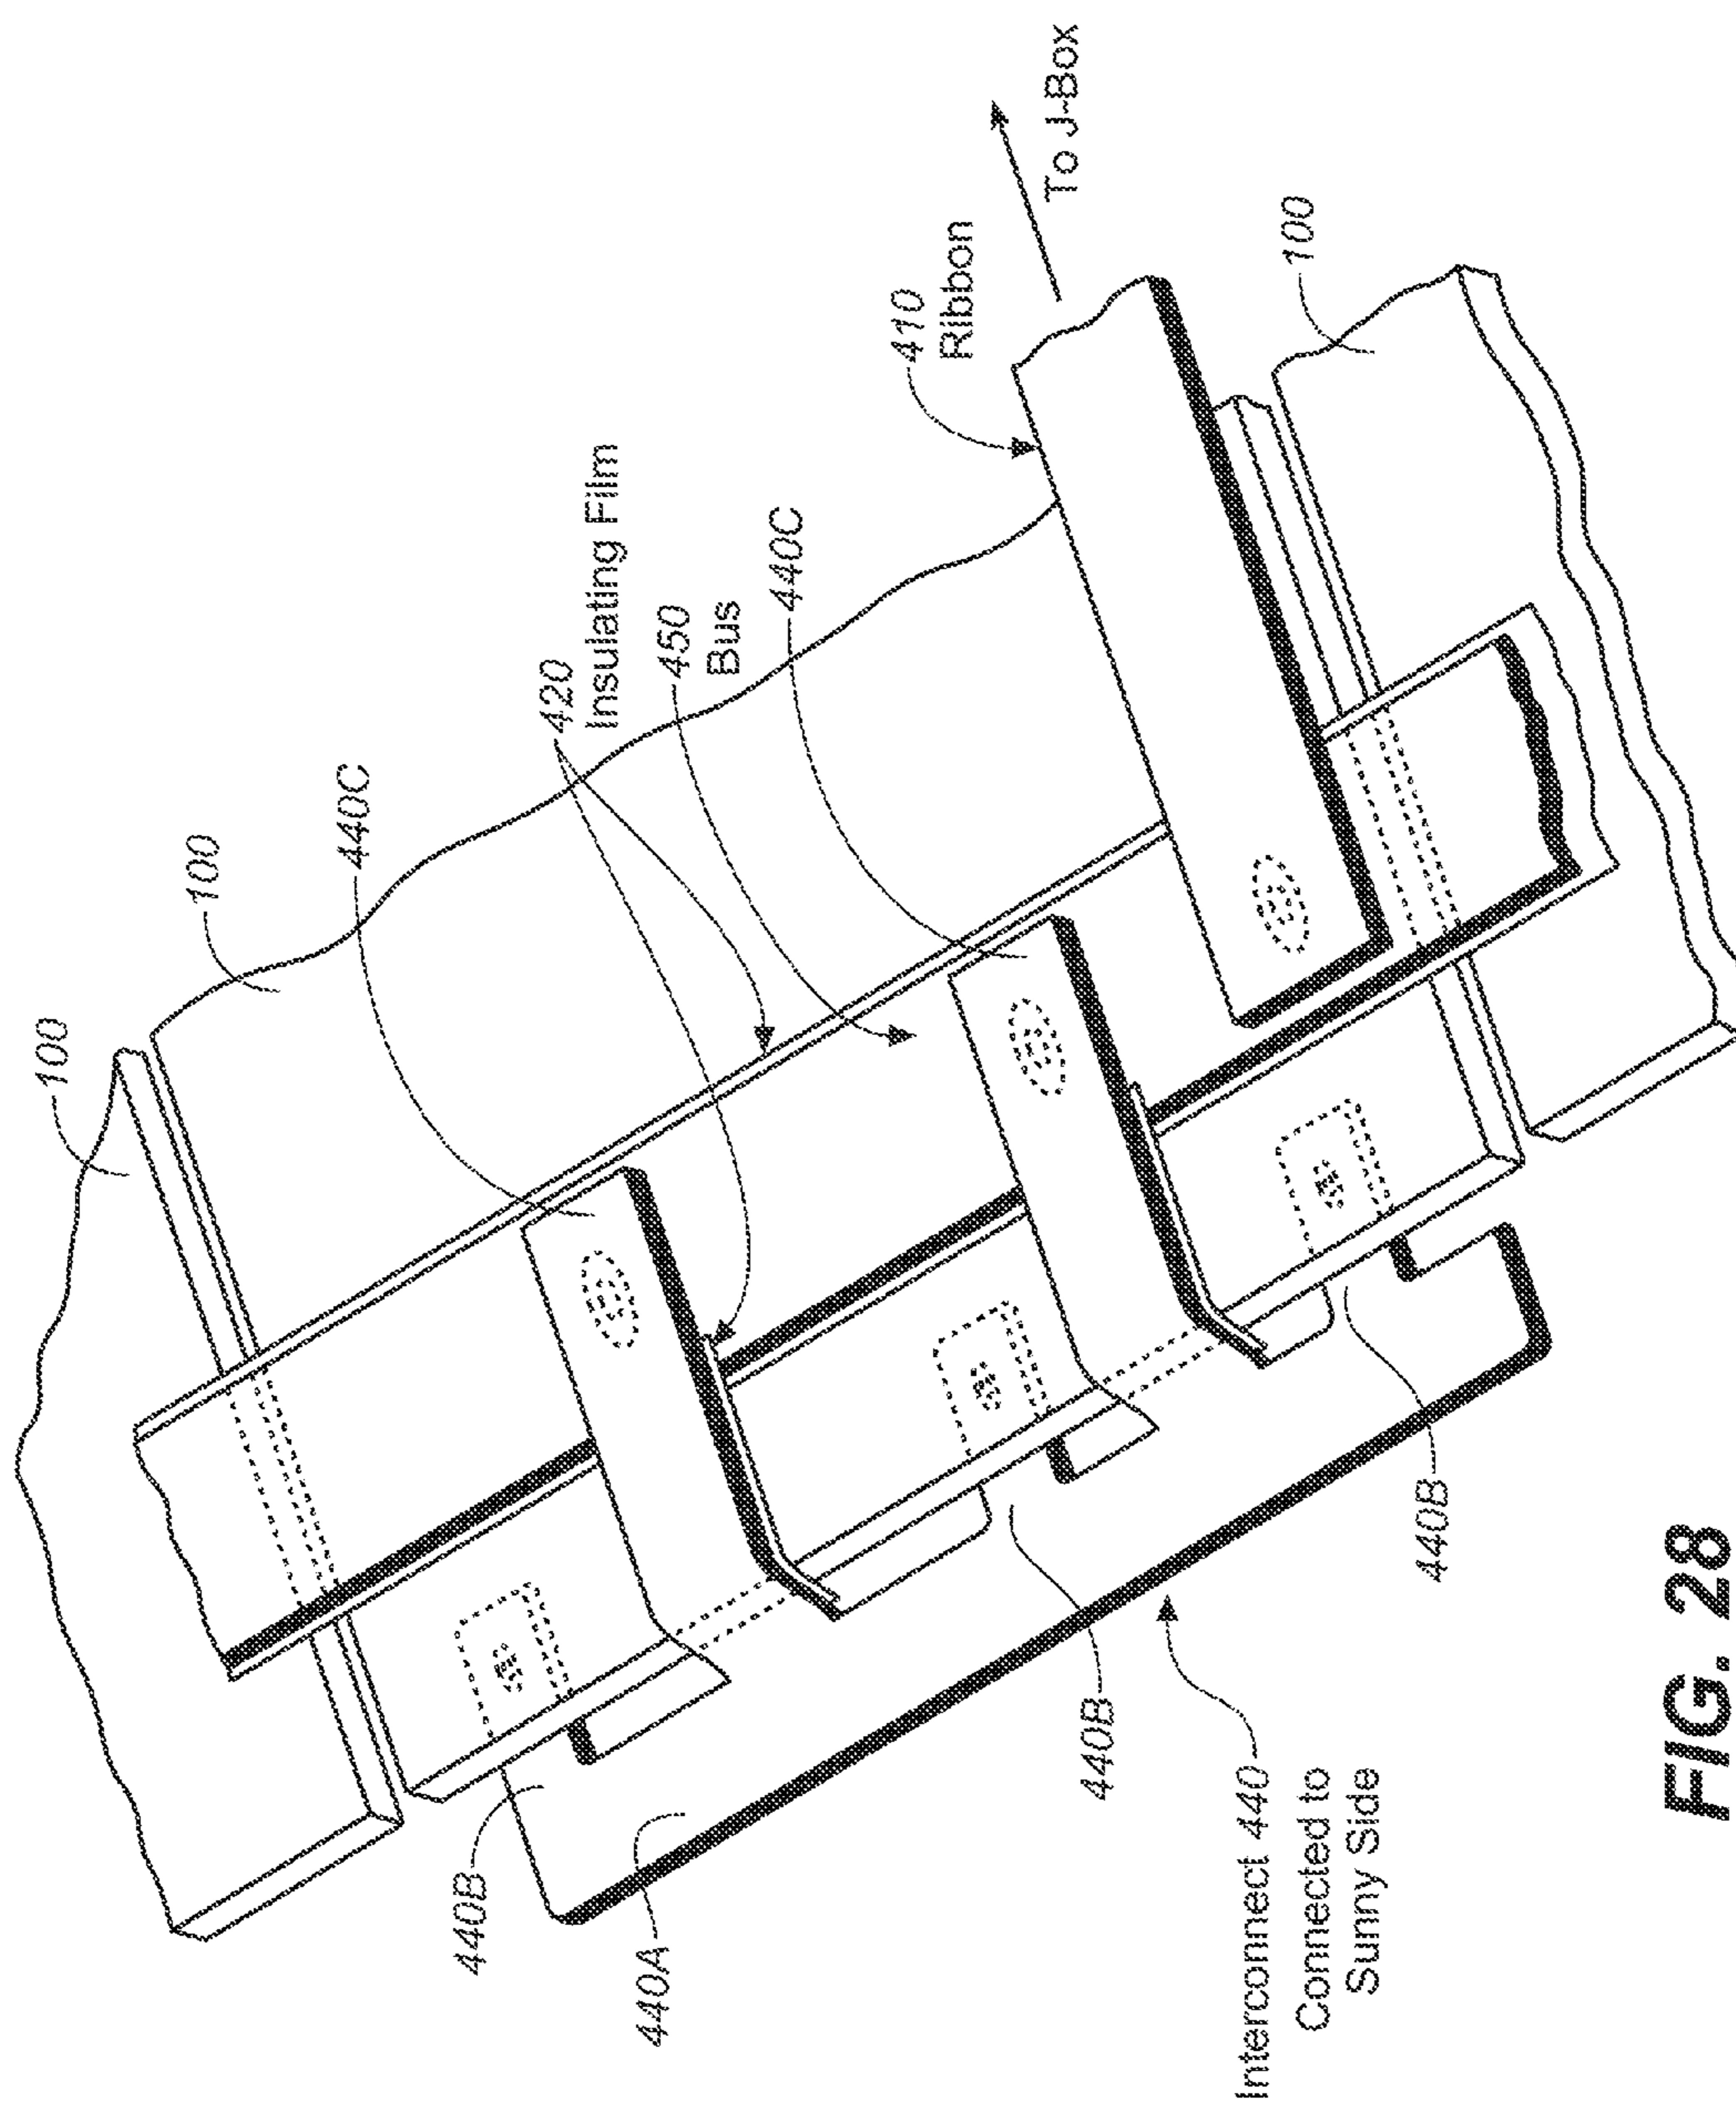 100
100
440C
420
Insulating Film
450
Bus
440C
410
Ribbon
To J-Box
100
440B
440A
440B
440B
Interconnect 440
Connected to
Sunny Side
FIG. 28